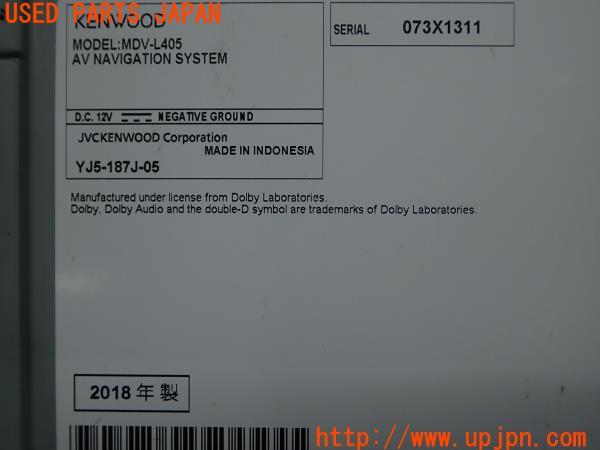 USED PARTS JAPAN
KENWOOD
MODEL:MDV-L405
AV NAVIGATION SYSTEM
SERIAL 073X1311
D.C. 12V NEGATIVE GROUND
JVCKENWOOD Corporation
MADE IN INDONESIA
YJ5-187J-05
Manufactured under license from Dolby Laboratories.
Dolby, Dolby Audio and the double-D symbol are trademarks of Dolby Laboratories.
2018 年 製
http://www.upjpn.com/